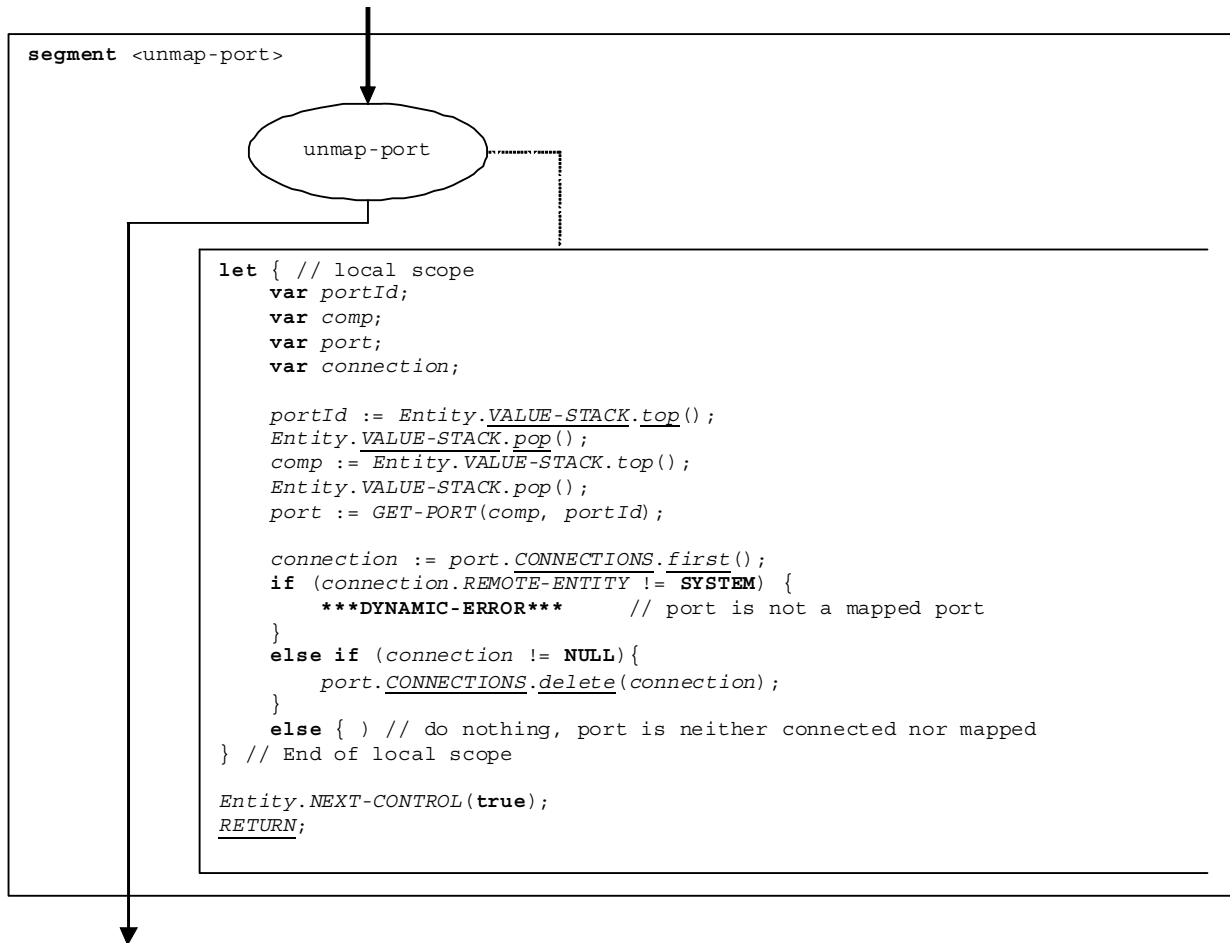 segment <unmap-port>
unmap-port
let { // local scope
var portId;
var comp;
var port;
var connection;
portId := Entity.VALUE-STACK.top();
Entity.VALUE-STACK.pop();
comp := Entity.VALUE-STACK.top();
Entity.VALUE-STACK.pop();
port := GET-PORT(comp, portId);
connection := port.CONNECTIONS.first();
if (connection.REMOTE-ENTITY != SYSTEM) {
***DYNAMIC-ERROR*** // port is not a mapped port
}
else if (connection != NULL){
port.CONNECTIONS.delete(connection);
}
else { ) // do nothing, port is neither connected nor mapped
} // End of local scope
Entity.NEXT-CONTROL(true);
RETURN;